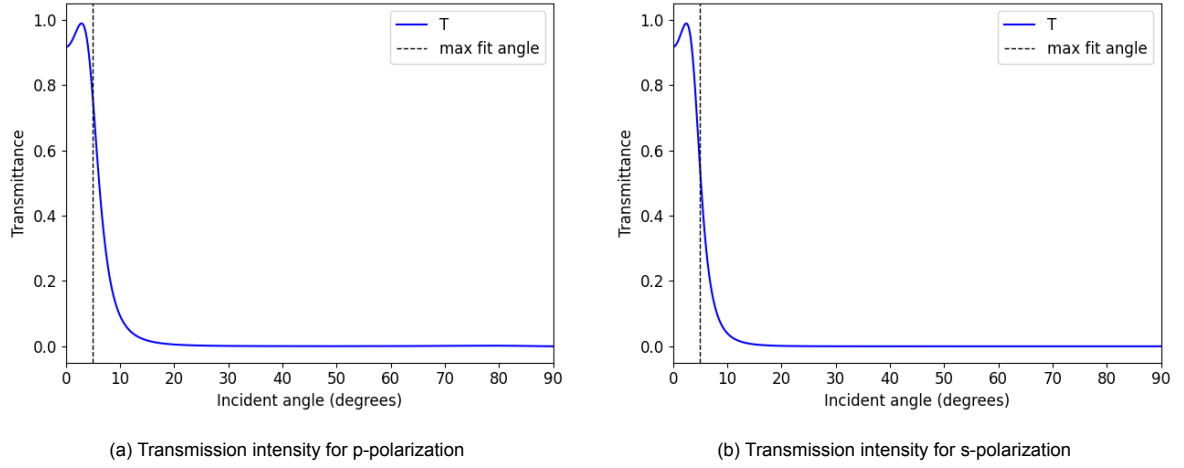 1.0
0.8
0.6
0.4
0.2
0.0
Transmittance
T
max fit angle
0 10 20 30 40 50 60 70 80 90
Incident angle (degrees)
(a) Transmission intensity for p-polarization
1.0
0.8
0.6
0.4
0.2
0.0
Transmittance
T
max fit angle
0 10 20 30 40 50 60 70 80 90
Incident angle (degrees)
(b) Transmission intensity for s-polarization